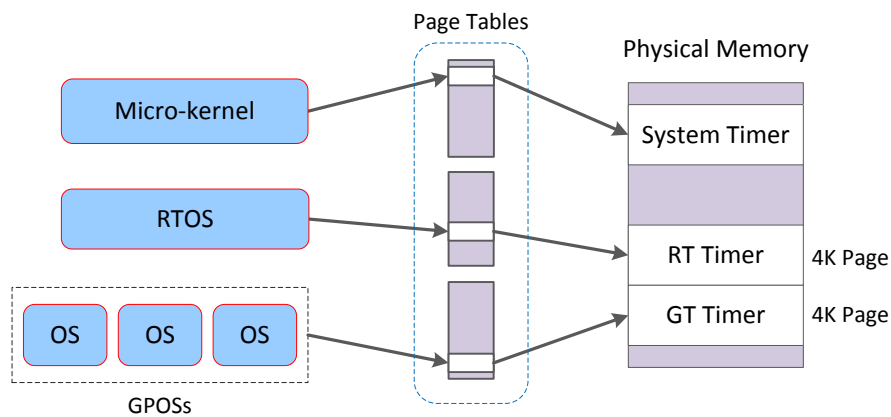 Page Tables
Physical Memory
Micro-kernel
System Timer
RTOS
RT Timer
4K Page
GT Timer
4K Page
OS
OS
OS
GPOSs